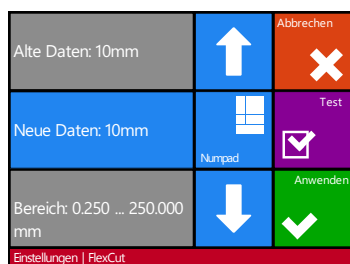 Alte Daten: 10mm
Abbrechen
Neue Daten: 10mm
Numpad
Test
Bereich: 0.250 ... 250.000
mm
Anwenden
Einstellungen | FlexCut